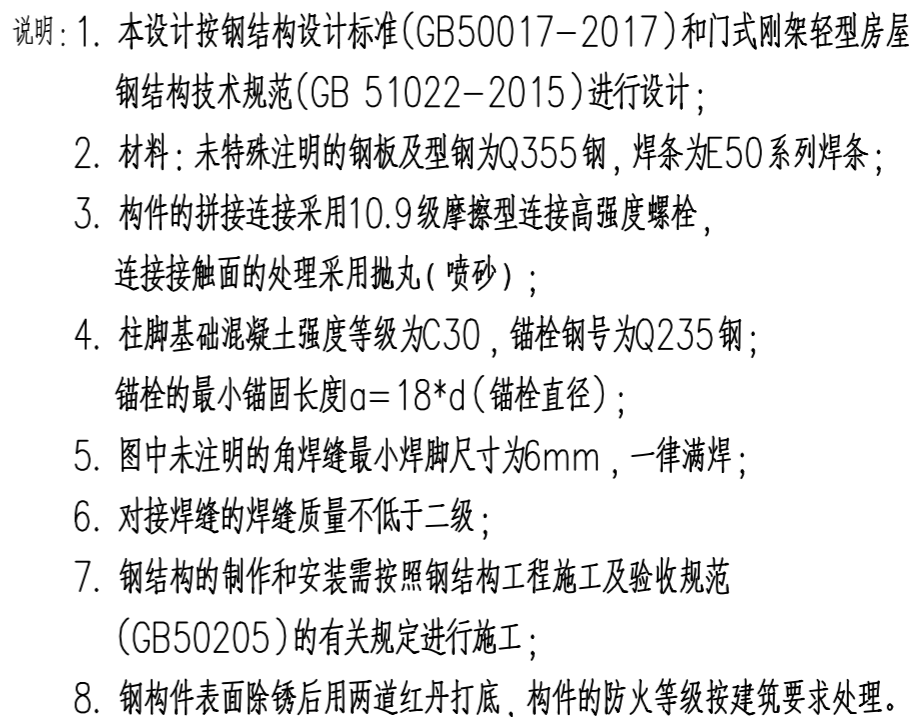 说明:1. 本设计按钢结构设计标准(GB50017-2017)和门式刚架轻型房屋
钢结构技术规范(GB 51022-2015)进行设计;
2. 材料:未特殊注明的钢板及型钢为Q355钢,焊条为E50系列焊条;
3. 构件的拼接连接采用10.9级摩擦型连接高强度螺栓,
连接接触面的处理采用抛丸(喷砂);
4. 柱脚基础混凝土强度等级为C30,锚栓钢号为Q235钢;
锚栓的最小锚固长度a=18*d(锚栓直径);
5. 图中未注明的角焊缝最小焊脚尺寸为6mm,一律满焊;
6. 对接焊缝的焊缝质量不低于二级;
7. 钢结构的制作和安装需按照钢结构工程施工及验收规范
(GB50205)的有关规定进行施工;
8. 钢构件表面除锈后用两道红丹打底,构件的防火等级按建筑要求处理。